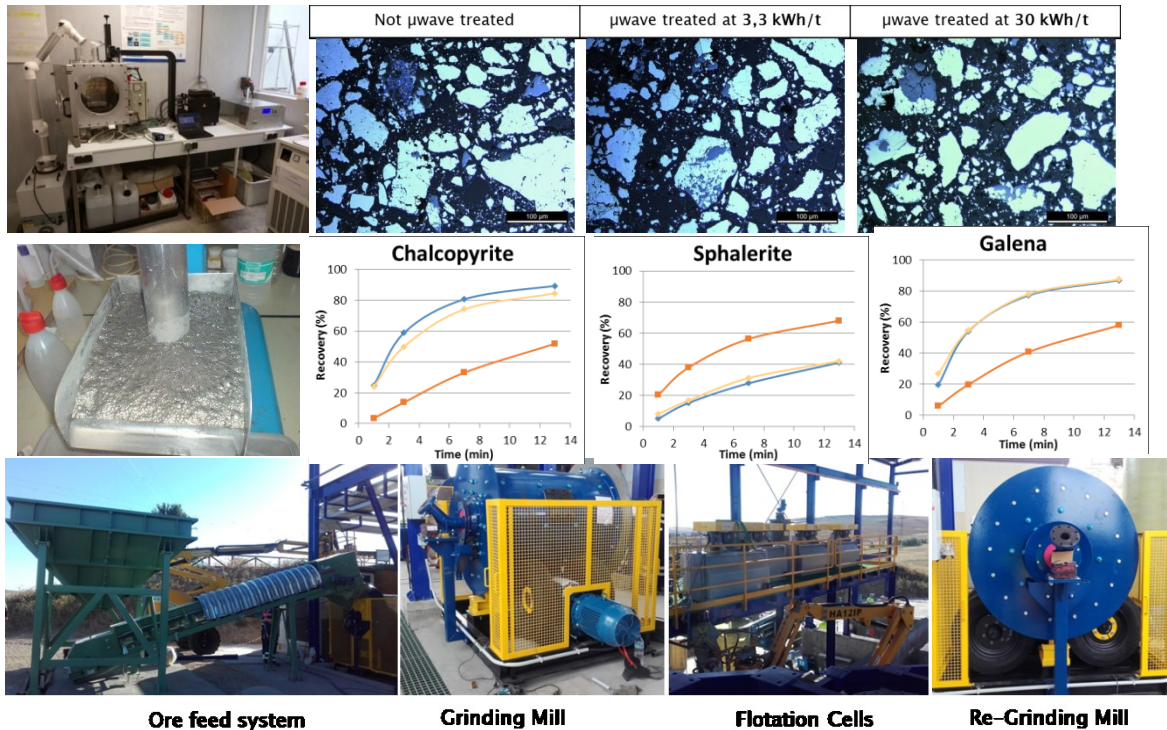 Not µwave treated
µwave treated at 3,3 kWh/t
µwave treated at 30 kWh/t
100 µm
100 µm
100 µm
Chalcopyrite
Recovery (%)
100
80
60
40
20
0
0 2 4 6 8 10 12 14
Time (min)
Sphalerite
Recovery (%)
100
80
60
40
20
0
0 2 4 6 8 10 12 14
Time (min)
Galena
Recovery (%)
100
80
60
40
20
0
0 2 4 6 8 10 12 14
Time (min)
HA121P
Ore feed system
Grinding Mill
Flotation Cells
Re-Grinding Mill